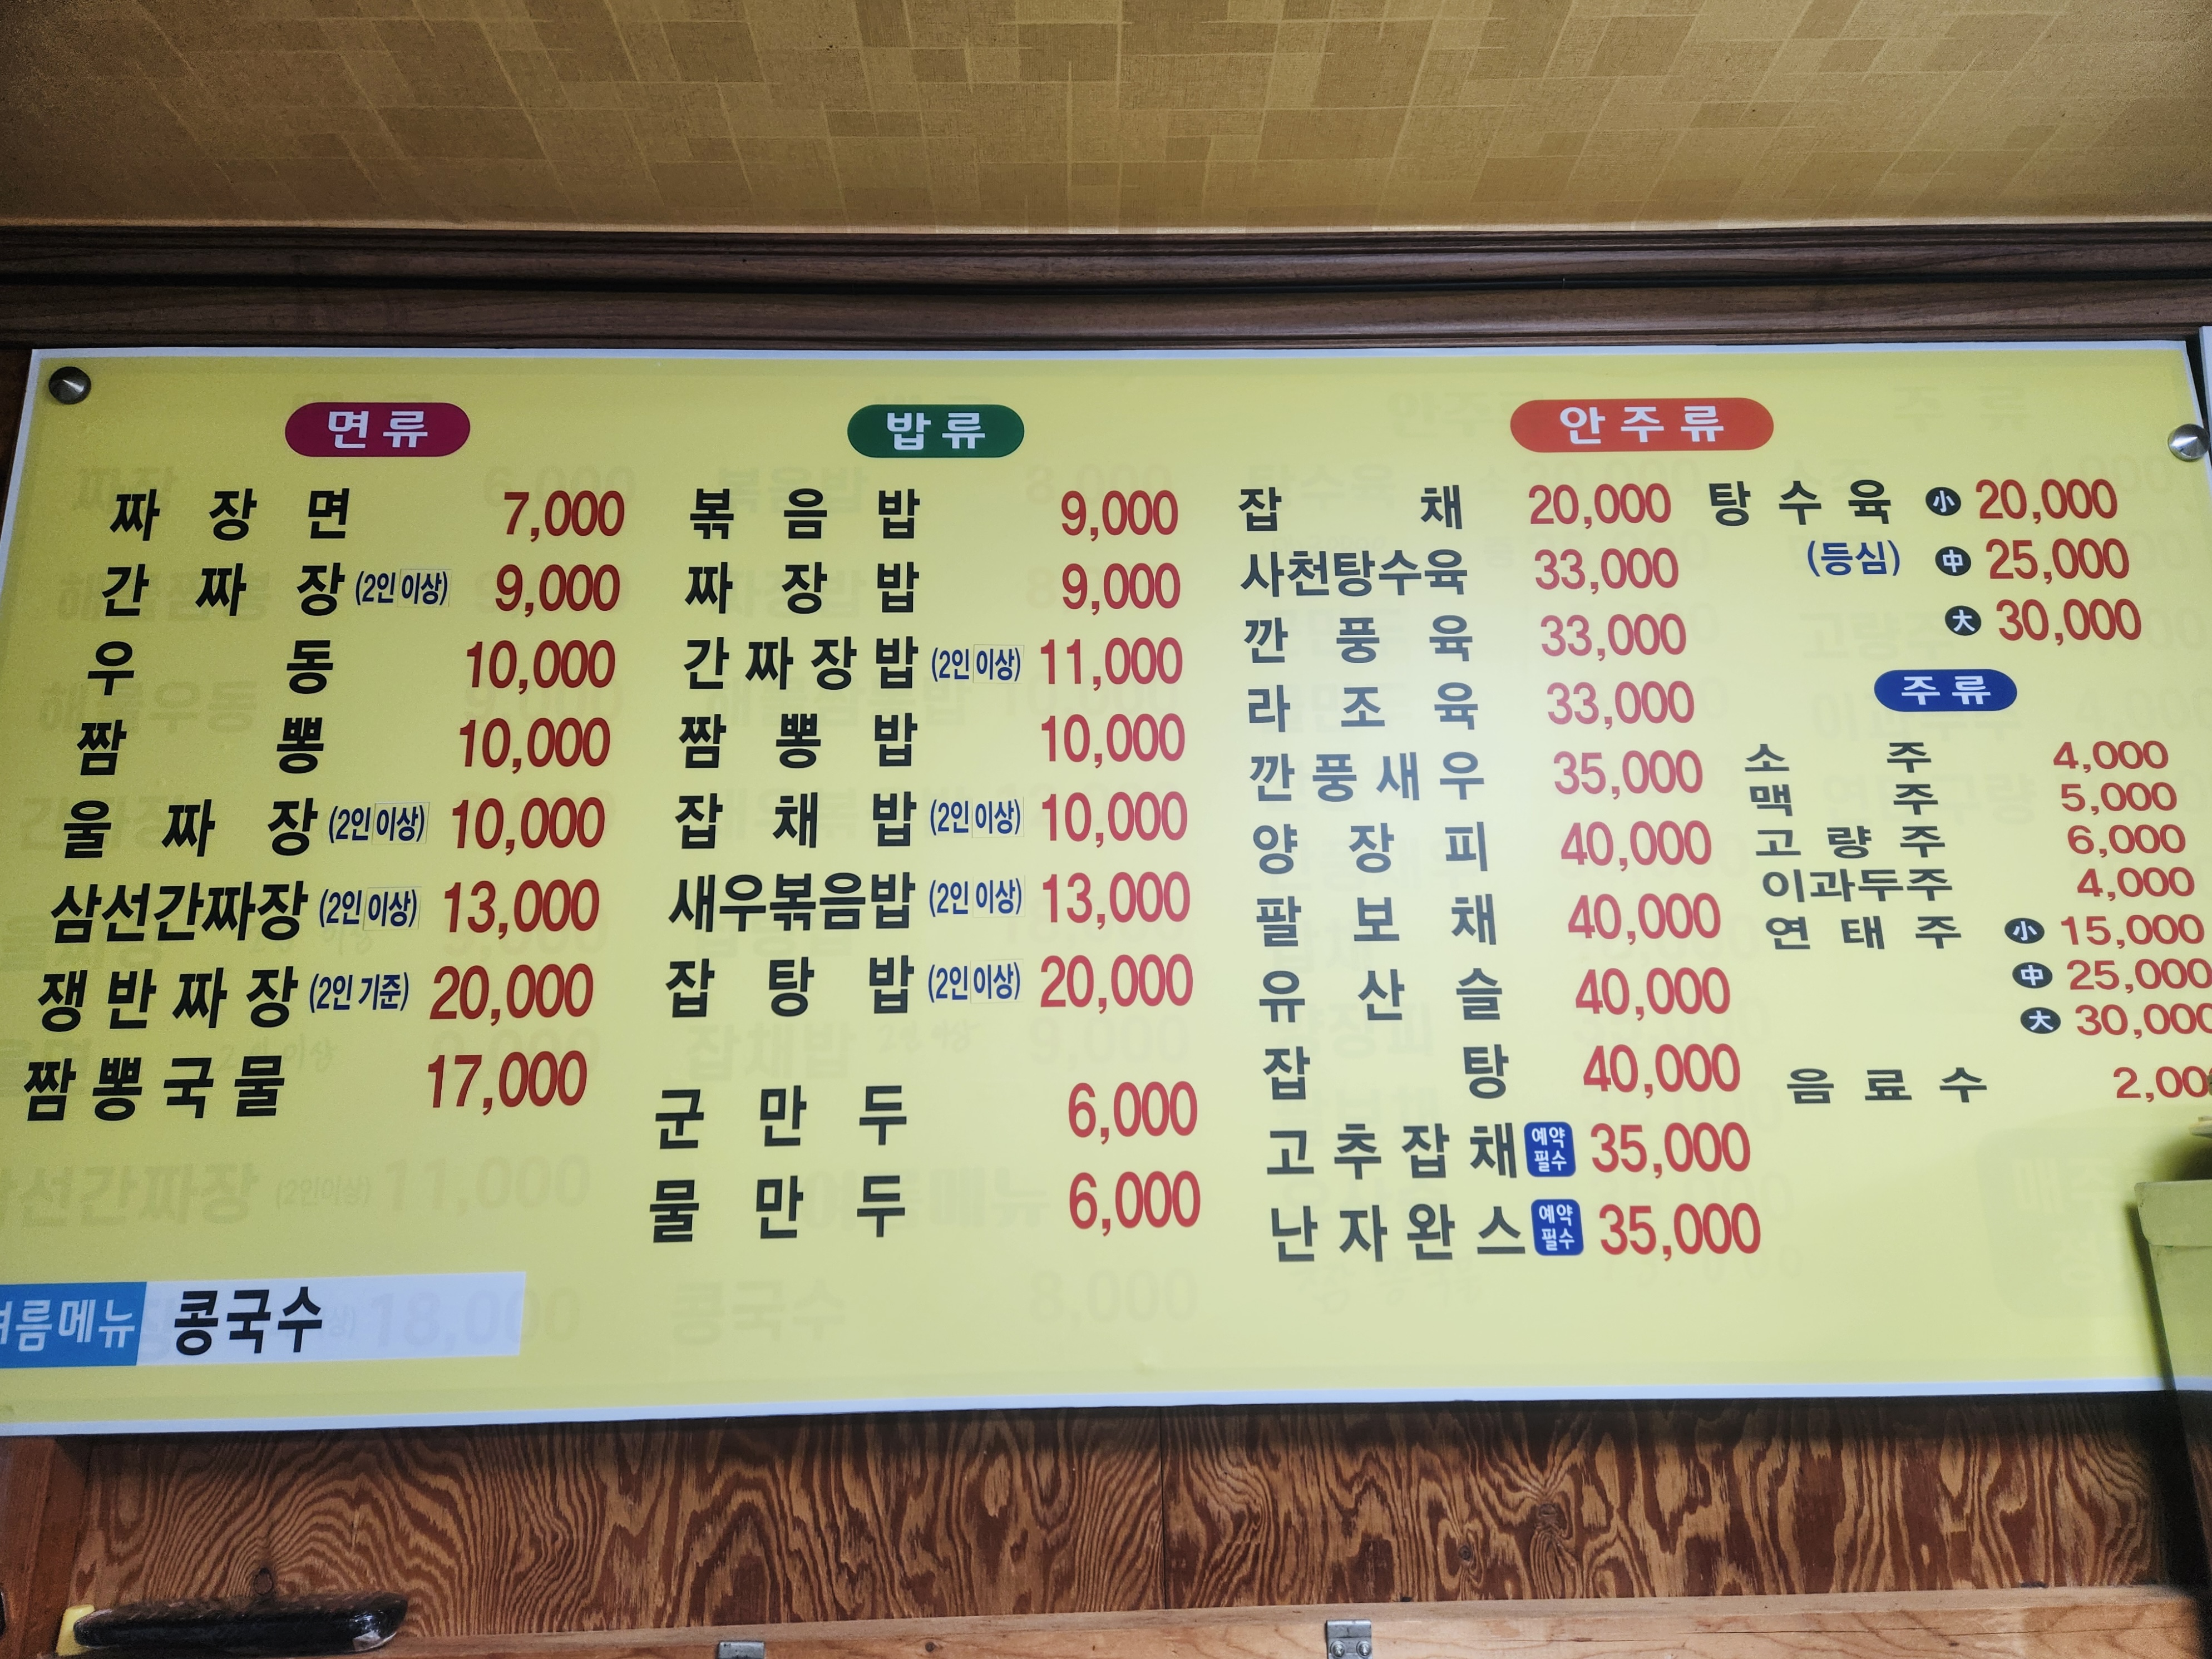 면류
짜장면 7,000
간짜장 (2인 이상) 9,000
우동 10,000
짬뽕 10,000
울짜장 (2인 이상) 10,000
삼선간짜장 (2인 이상) 13,000
쟁반짜장 (2인 기준) 20,000
짬뽕국물 17,000
여름메뉴 콩국수
밥류
볶음밥 9,000
짜장밥 9,000
간짜장밥 (2인 이상) 11,000
짬뽕밥 10,000
잡채밥 (2인 이상) 10,000
새우볶음밥 (2인 이상) 13,000
잡탕밥 (2인 이상) 20,000
군만두 6,000
물만두 6,000
안주류
잡채 20,000
사천탕수육 33,000
깐풍육 33,000
라조육 33,000
깐풍새우 35,000
양장피 40,000
팔보채 40,000
유산슬 40,000
잡탕 40,000
고추잡채 예약필수 35,000
난자완스 예약필수 35,000
탕수육 小 20,000
(등심) 中 25,000
大 30,000
주류
소주 4,000
맥주 5,000
고량주 6,000
이과두주 4,000
연태주 小 15,000
中 25,000
大 30,000
음료수